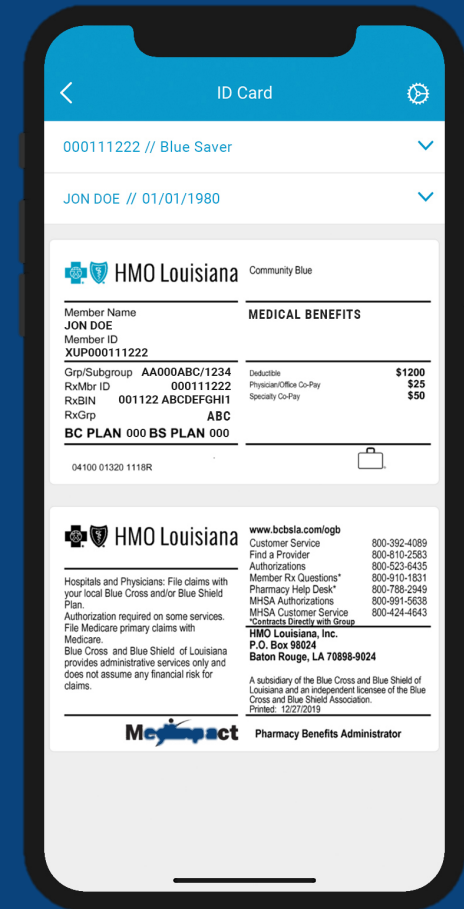 ID Card
000111222 // Blue Saver
JON DOE // 01/01/1980
HMO Louisiana
Community Blue
Member Name
JON DOE
Member ID
XUP000111222
MEDICAL BENEFITS
Grp/Subgroup AA000ABC/1234
RxMbr ID 000111222
RxBIN 001122 ABCDEFGHI1
RxGrp ABC
BC PLAN 000 BS PLAN 000
Deductible $1200
Physician/Office Co-Pay $25
Specialty Co-Pay $50
04100 01320 1118R
HMO Louisiana
Hospitals and Physicians: File claims with
your local Blue Cross and/or Blue Shield
Plan.
Authorization required on some services.
File Medicare primary claims with
Medicare.
Blue Cross and Blue Shield of Louisiana
provides administrative services only and
does not assume any financial risk for
claims.
www.bcbsla.com/ogb
Customer Service 800-392-4089
Find a Provider 800-810-2583
Authorizations 800-523-6435
Member Rx Questions* 800-910-1831
Pharmacy Help Desk* 800-788-2949
MHSA Authorizations 800-991-5638
MHSA Customer Service 800-424-4643
*Contracts Directly with Group
HMO Louisiana, Inc.
P.O. Box 98024
Baton Rouge, LA 70898-9024
A subsidiary of the Blue Cross and Blue Shield of
Louisiana and an independent licensee of the Blue
Cross and Blue Shield Association.
Printed: 12/27/2019
MedImpact
Pharmacy Benefits Administrator